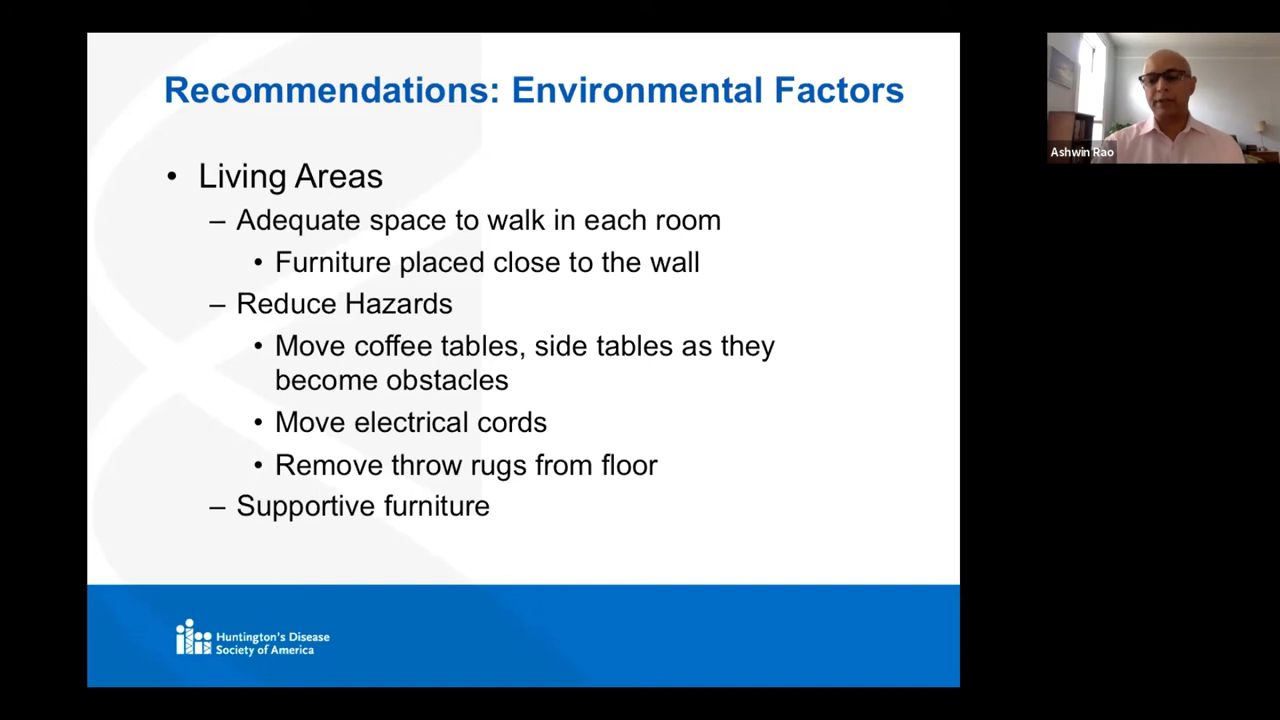 Recommendations: Environmental Factors
• Living Areas
– Adequate space to walk in each room
• Furniture placed close to the wall
– Reduce Hazards
• Move coffee tables, side tables as they
become obstacles
• Move electrical cords
• Remove throw rugs from floor
– Supportive furniture
Huntington's Disease
Society of America
Ashwin Rao